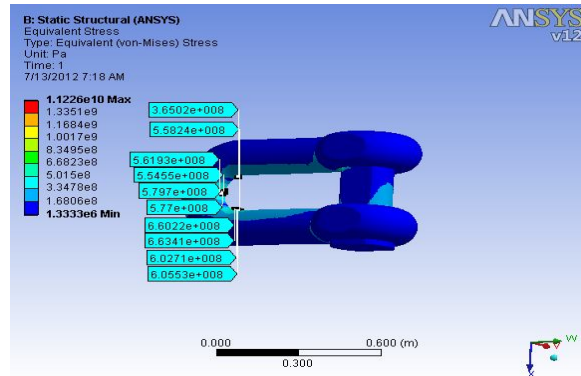 B: Static Structural (ANSYS)
Equivalent Stress
Type: Equivalent (von-Mises) Stress
Unit: Pa
Time: 1
7/13/2012 7:18 AM
ANSYS
v12
1.1226e10 Max
1.3351e9
1.1684e9
1.0017e9
8.3495e8
6.6823e8
5.015e8
3.3478e8
1.6806e8
1.3333e6 Min
3.6502e+008
5.5824e+008
5.6193e+008
5.5455e+008
5.797e+008
5.77e+008
6.6022e+008
6.6341e+008
6.0271e+008
6.0553e+008
0.000
0.600 (m)
0.300
X